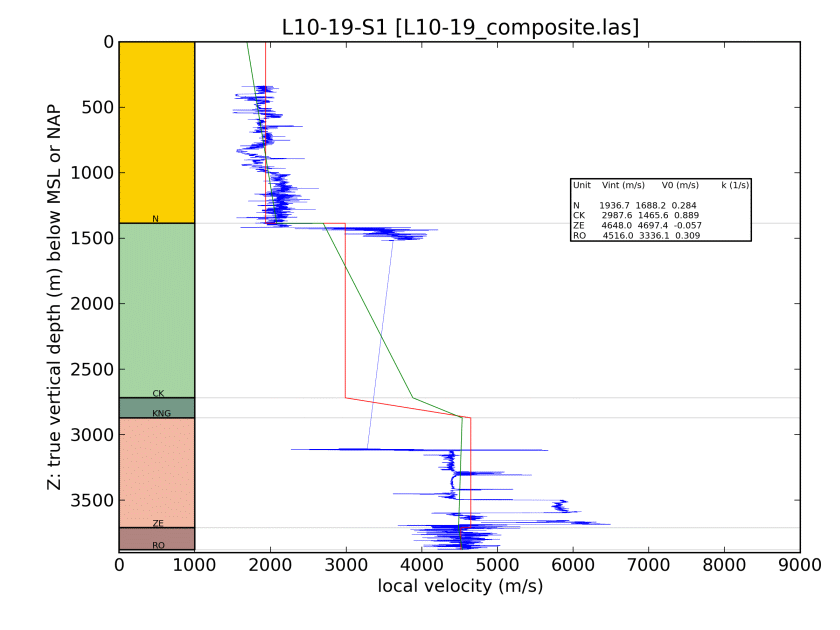 L10-19-S1 [L10-19_composite.las]
0
500
1000
1500
2000
2500
3000
3500
Z: true vertical depth (m) below MSL or NAP
N
CK
KNG
ZE
RO
Unit Vint (m/s) V0 (m/s) k (1/s)
N 1936.7 1688.2 0.284
CK 2987.6 1465.6 0.889
ZE 4648.0 4697.4 -0.057
RO 4516.0 3336.1 0.309
0 1000 2000 3000 4000 5000 6000 7000 8000 9000
local velocity (m/s)